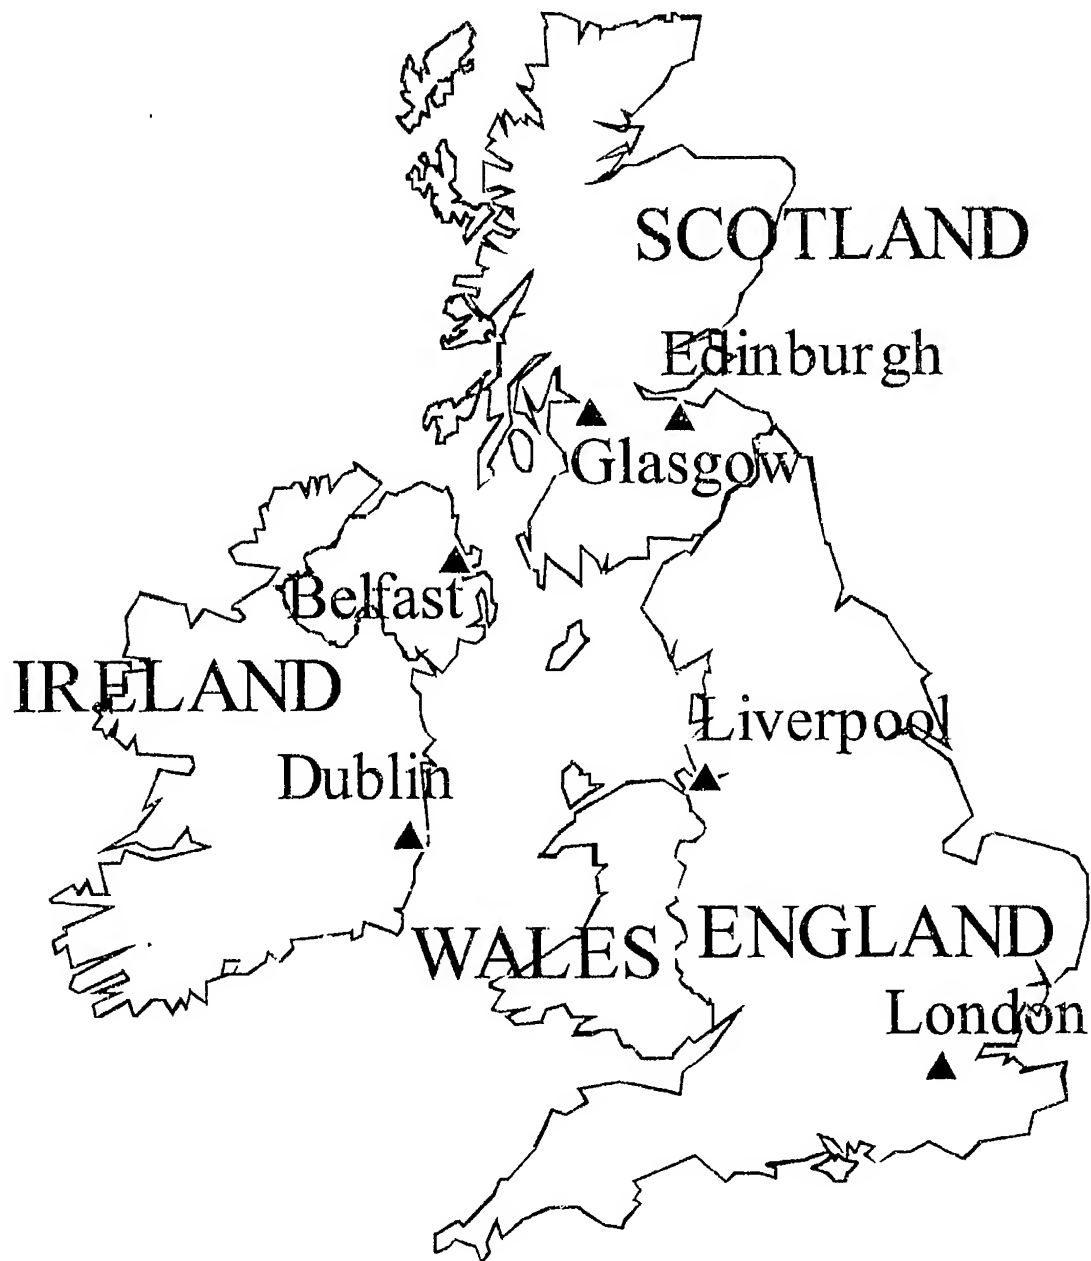 SCOTLAND
Edinburgh
Glasgow
Belfast
IRELAND
Liverpool
Dublin
ENGLAND
WALES
London